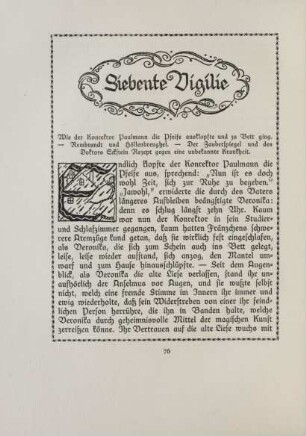 Siebente Vigilie
Wie der Konrektor Paulmann die Pfeife ausklopfte und zu Bett ging.
— Rembrandt und Höllenbreughel. — Der Zauberspiegel und des
Doktors Eckstein Rezept gegen eine unbekannte Krankheit.
Endlich klopfte der Konrektor Paulmann die
Pfeife aus, sprechend: „Nun ist es doch
wohl Zeit, sich zur Ruhe zu begeben.“
„Jawohl,“ erwiderte die durch des Vaters
längeres Aufbleiben beängstigte Veronika:
denn es schlug längst zehn Uhr. Kaum
war nun der Konrektor in sein Studier-
und Schlafzimmer gegangen, kaum hatten Fränzchens schwe-
rere Atemzüge kund getan, daß sie wirklich fest eingeschlafen,
als Veronika, die sich zum Schein auch ins Bett gelegt,
leise, leise wieder aufstand, sich anzog, den Mantel um-
warf und zum Hause hinausschlüpfte. — Seit dem Augen-
blick, als Veronika die alte Liese verlassen, stand ihr unauf-
hörlich der Anselmus vor Augen, und sie wußte selbst
nicht, welch eine fremde Stimme im Innern ihr immer und
ewig wiederholte, daß sein Widerstreben von einer ihr feind-
lichen Person herrühre, die ihn in Banden halte, welche
Veronika durch geheimnisvolle Mittel der magischen Kunst
zerreißen könne. Ihr Vertrauen auf die alte Liese wuchs mit
70